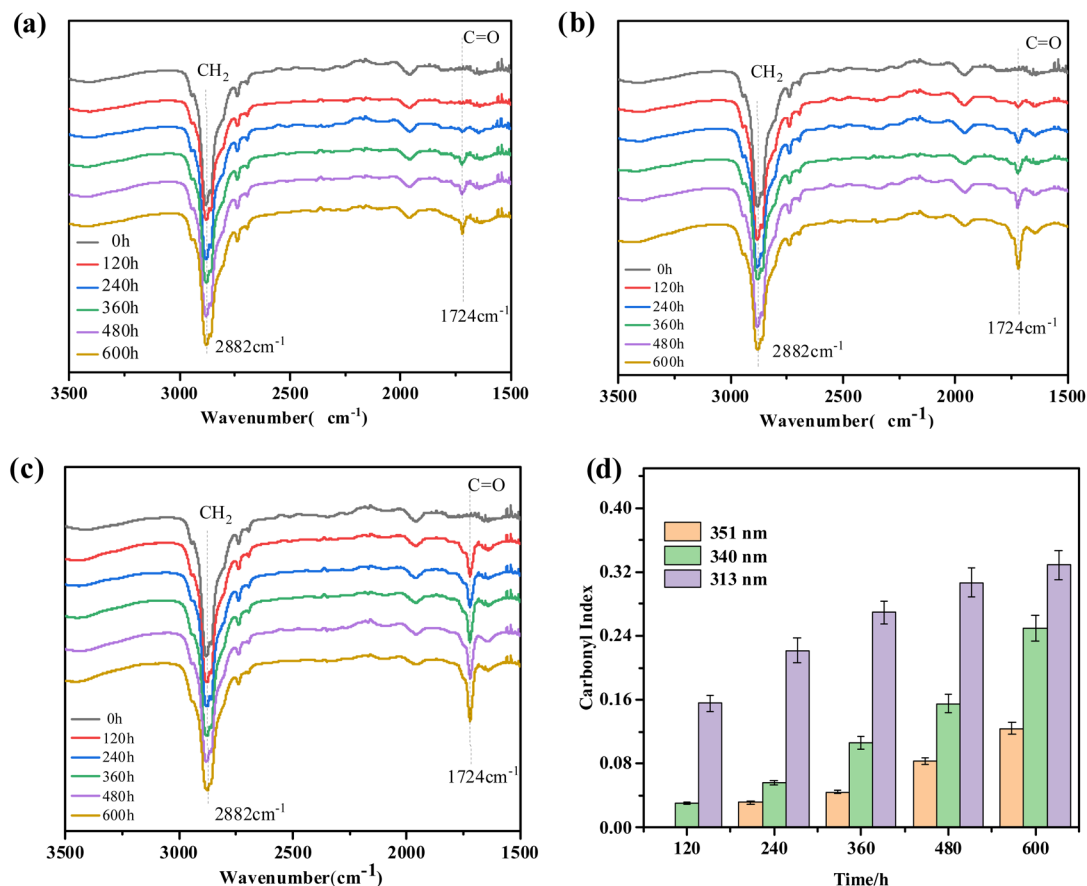 (a)
C=O
CH2
0h
120h
240h
360h
480h
600h
1724cm-1
2882cm-1
3500 3000 2500 2000 1500
Wavenumber( cm-1)
(b)
C=O
CH2
0h
120h
240h
360h
480h
600h
1724cm-1
2882cm-1
3500 3000 2500 2000 1500
Wavenumber( cm-1)
(c)
C=O
CH2
0h
120h
240h
360h
480h
600h
1724cm-1
2882cm-1
3500 3000 2500 2000 1500
Wavenumber(cm-1)
(d)
0.40
0.32
0.24
0.16
0.08
0.00
Carbonyl Index
351 nm
340 nm
313 nm
120 240 360 480 600
Time/h